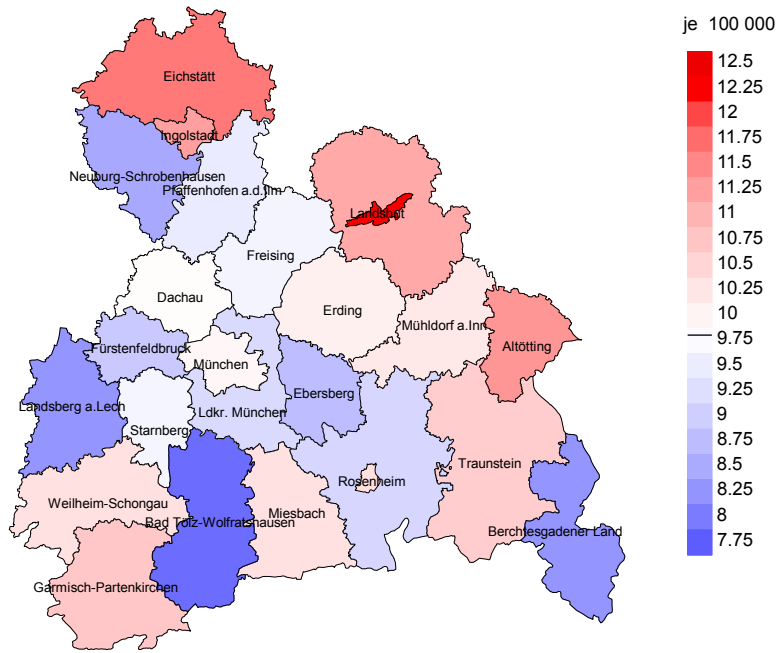 je 100 000
12.5
12.25
12
11.75
11.5
11.25
11
10.75
10.5
10.25
10
9.75
9.5
9.25
9
8.75
8.5
8.25
8
7.75
Eichstätt
Ingolstadt
Neuburg-Schrobenhausen
Pfaffenhofen a.d.Ilm
Landshut
Freising
Dachau
Erding
Mühldorf a.Inn
Altötting
Fürstenfeldbruck
München
Ebersberg
Landsberg a.Lech
Ldkr. München
Starnberg
Traunstein
Rosenheim
Weilheim-Schongau
Miesbach
Bad Tölz-Wolfratshausen
Berchtesgadener Land
Garmisch-Partenkirchen